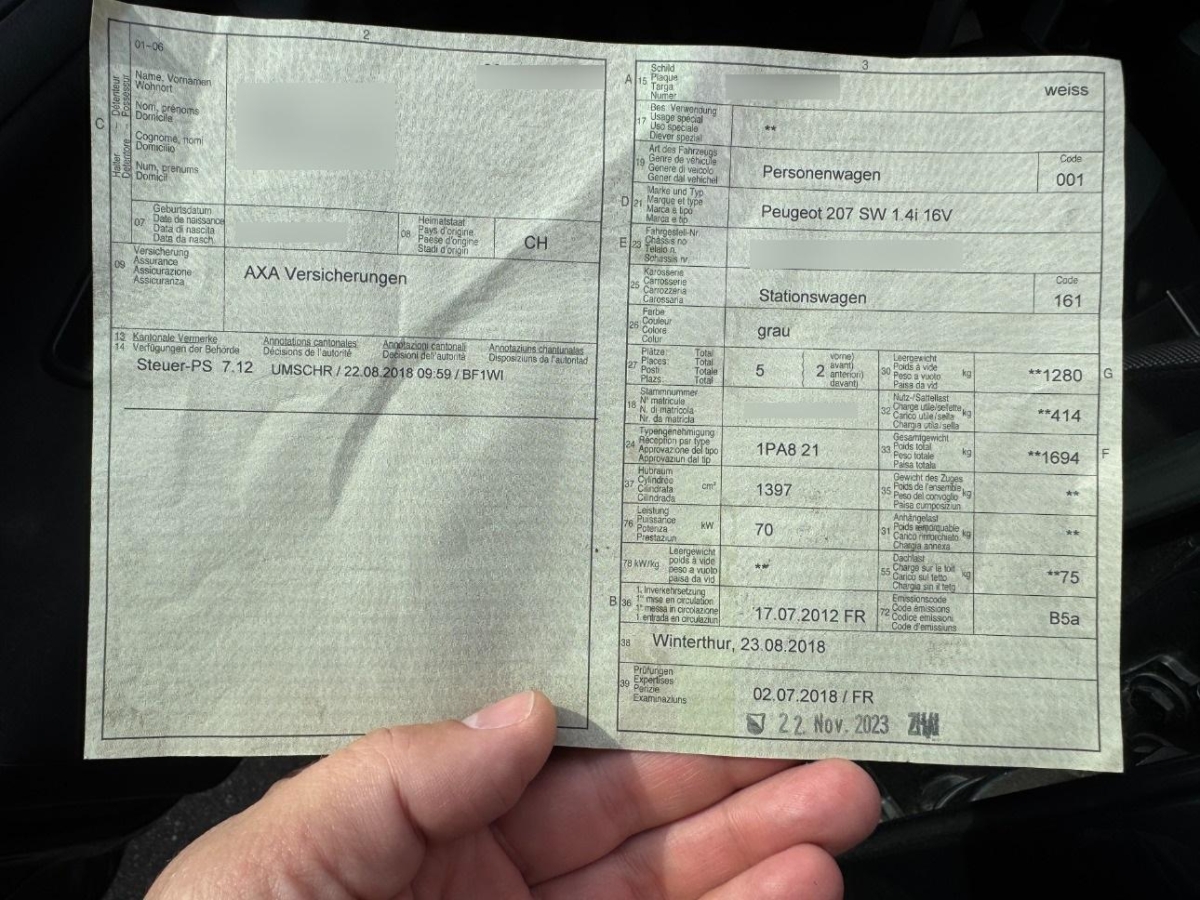 2
01-06
C
Halter Détenteur
Detentore Possessur
Name, Vornamen
Wohnort
Nom, prénoms
Domicile
Cognome, nomi
Domicilio
Num, prenums
Domicil
07
Geburtsdatum
Date de naissance
Data di nascita
Data da nasch.
08
Heimatstaat
Pays d'origine
Paese d'origine
Stadi d'origin
CH
09
Versicherung
Assurance
Assicurazione
Assicuranza
AXA Versicherungen
13 Kantonale Vermerke Annotations cantonales Annotazioni cantonali Annotaziuns chantunalas
14 Verfügungen der Behörde Décisions de l'autorité Decisioni dell'autorità Disposiziuns da l'autoritad
Steuer-PS 7.12 UMSCHR / 22.08.2018 09:59 / BF1WI
3
A 15
Schild
Plaque
Targa
Numer
weiss
17
Bes. Verwendung
Usage spécial
Uso speciale
Diever spezial
**
19
Art des Fahrzeugs
Genre de véhicule
Genere di veicolo
Gener dal vehichel
Personenwagen
Code
001
D 21
Marke und Typ
Marque et type
Marca e tipo
Marca e tip
Peugeot 207 SW 1.4i 16V
E 23
Fahrgestell-Nr.
Châssis no
Telaio n.
Schassis nr.
25
Karosserie
Carrosserie
Carrozzeria
Carossaria
Stationswagen
Code
161
26
Farbe
Couleur
Colore
Colur
grau
27
Plätze: Total
Places: Total
Posti: Totale
Plazs: Total
5
2
vorne)
avant)
anteriori)
davant)
30
Leergewicht
Poids à vide
Peso a vuoto
Paisa da vid
kg
**1280
G
18
Stammnummer
N° matricule
N. di matricola
Nr. da matricla
32
Nutz-/Sattellast
Charge utile/sellette
Carico utile/sella
Chargia utila/sella
kg
**414
24
Typengenehmigung
Réception par type
Approvazione del tipo
Approvaziun dal tip
1PA8 21
33
Gesamtgewicht
Poids total
Peso totale
Paisa totala
kg
**1694
F
37
Hubraum
Cylindrée
Cilindrata
Cilindrada
cm³
1397
35
Gewicht des Zuges
Poids de l'ensemble
Peso del convoglio
Paisa cumposiziun
kg
**
76
Leistung
Puissance
Potenza
Prestaziun
kW
70
31
Anhängelast
Poids remorquable
Carico rimorchiato
Chargia annexa
kg
**
78 kW/kg
Leergewicht
poids à vide
peso a vuoto
paisa da vid
**
55
Dachlast
Charge sur le toit
Carico sul tetto
Chargia sin il tetg
kg
**75
B 36
1. Inverkehrsetzung
1re mise en circulation
1a messa in circolazione
1. entrada en circulaziun
17.07.2012 FR
72
Emissionscode
Code émissions
Codice emissioni
Code d'emissiuns
B5a
38
Winterthur, 23.08.2018
39
Prüfungen
Expertises
Perizie
Examinaziuns
02.07.2018 / FR
22. Nov. 2023 ZHW